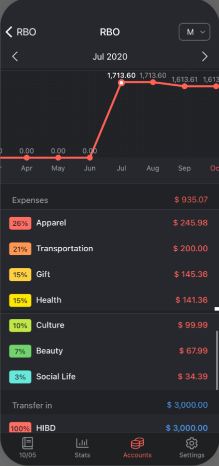 RBO
RBO
M
Jul 2020
1,713.60 1,713.60 1,613.61 1,613
0.00 0.00 0.00
Apr May Jun Jul Aug Sep Oc
Expenses $ 935.07
26% Apparel $ 245.98
21% Transportation $ 200.00
15% Gift $ 145.36
15% Health $ 141.36
10% Culture $ 99.99
7% Beauty $ 67.99
3% Social Life $ 34.39
Transfer in $ 3,000.00
100% HIBD $ 3,000.00
10/05 Stats Accounts Settings